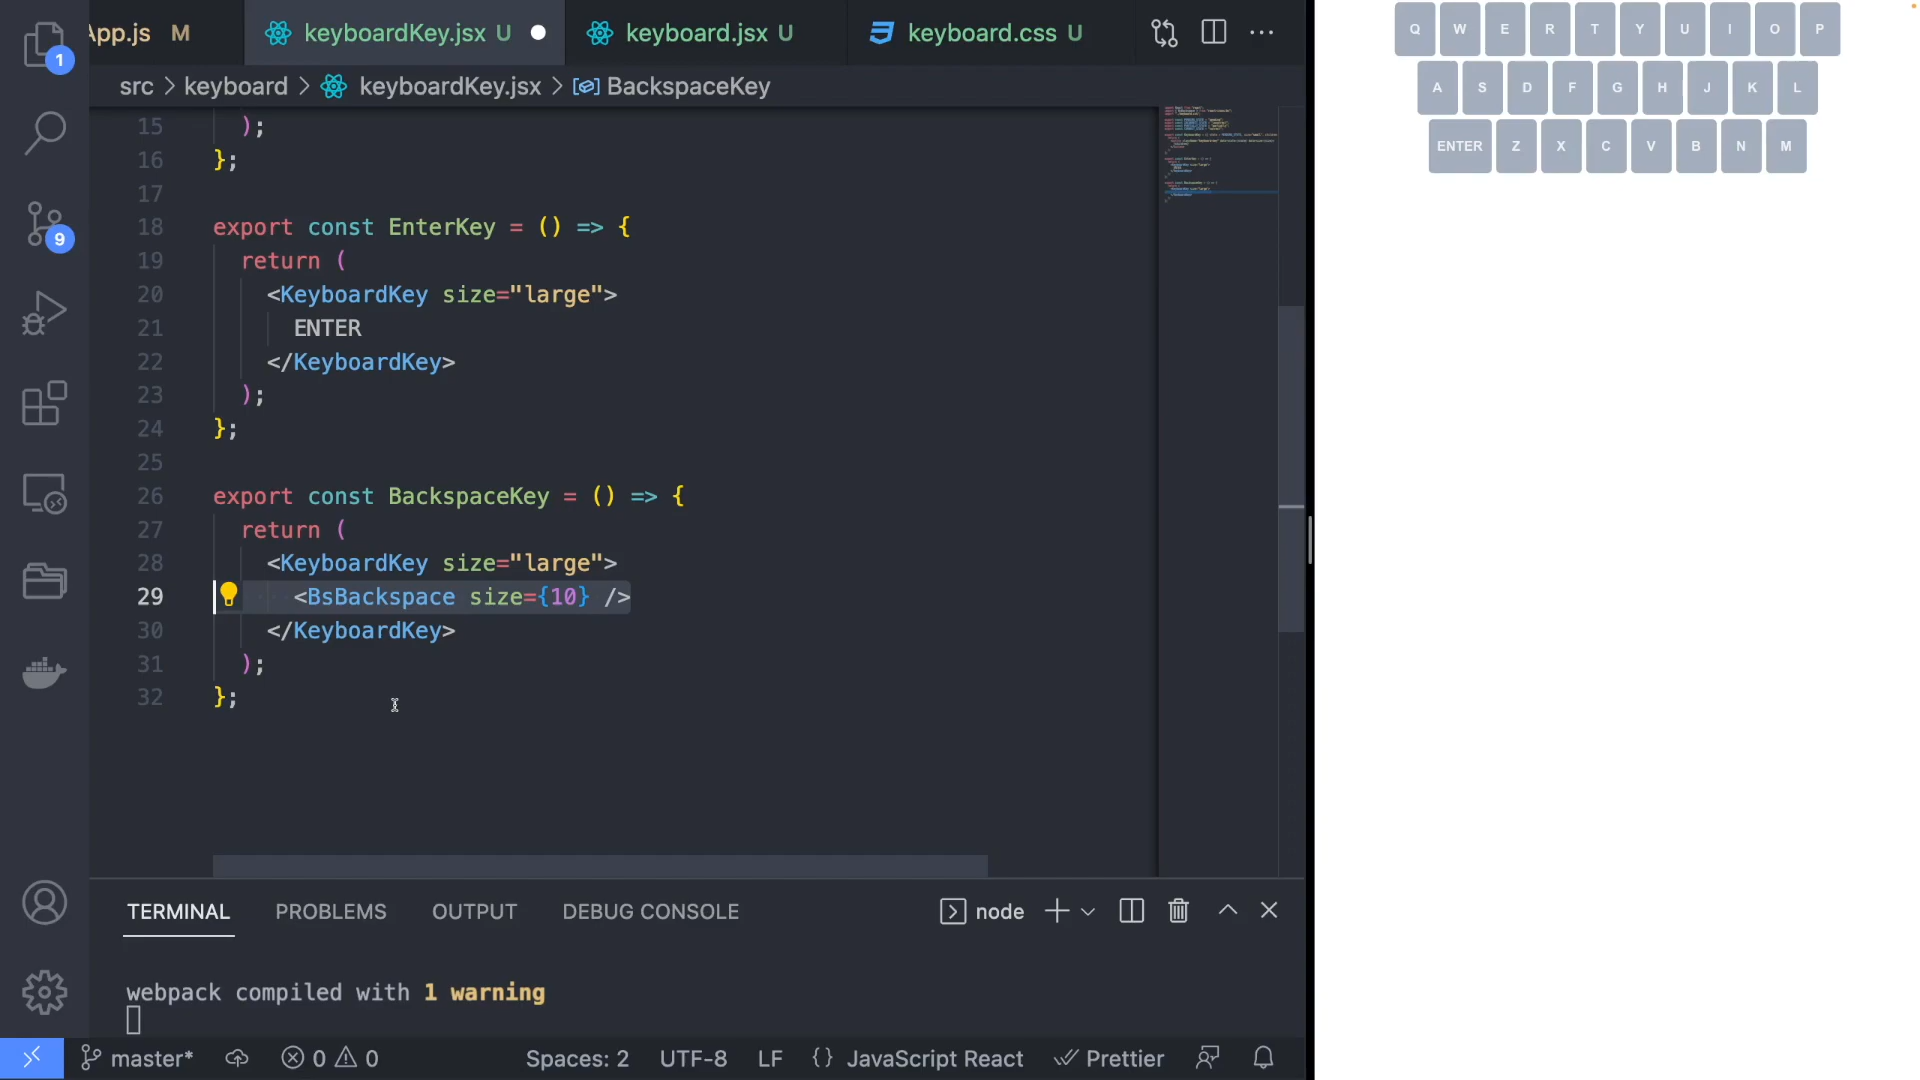 App.js M keyboardKey.jsx U keyboard.jsx U keyboard.css U
src > keyboard > keyboardKey.jsx > BackspaceKey
15 );
16 };
17
18 export const EnterKey = () => {
19 return (
20 <KeyboardKey size="large">
21 ENTER
22 </KeyboardKey>
23 );
24 };
25
26 export const BackspaceKey = () => {
27 return (
28 <KeyboardKey size="large">
29 <BsBackspace size={10} />
30 </KeyboardKey>
31 );
32 };
1
9
TERMINAL PROBLEMS OUTPUT DEBUG CONSOLE node
webpack compiled with 1 warning
master* 0 0 Spaces: 2 UTF-8 LF {} JavaScript React Prettier
Q W E R T Y U I O P
A S D F G H J K L
ENTER Z X C V B N M